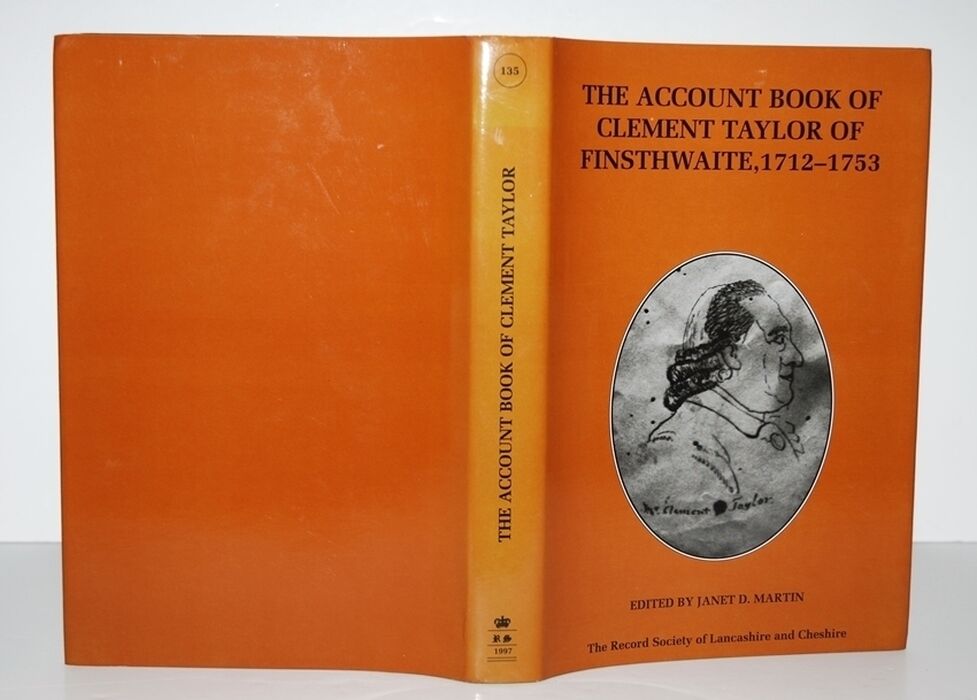 135
THE ACCOUNT BOOK OF CLEMENT TAYLOR
R S
1997
THE ACCOUNT BOOK OF
CLEMENT TAYLOR OF
FINSTHWAITE,1712–1753
Mr. Clement Taylor.
EDITED BY JANET D. MARTIN
The Record Society of Lancashire and Cheshire